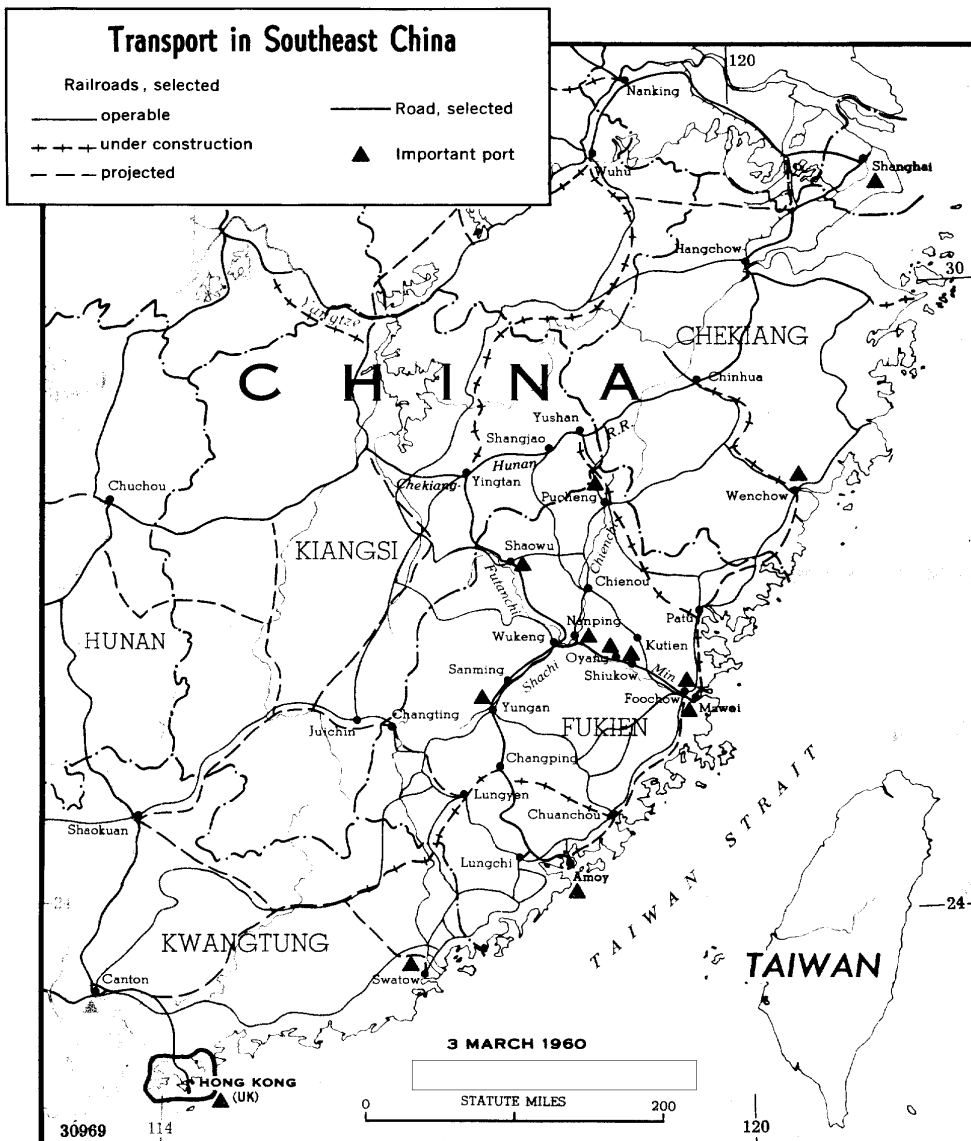 Transport in Southeast China
Railroads, selected
operable
under construction
projected
Road, selected
Important port
120
Nanking
Wuhu
Shanghai
Hangchow
30
Yangtze
CHEKIANG
CHINA
Chinhua
Yushan
R.R.
Shangjao
Hunan
Chekiang-
Yingtan
Pucheng
Wenchow
Chuchou
KIANGSI
Shaowu
Chienchi
Futanchi
Chienou
HUNAN
Nanping
Patu
Wukeng
Kutien
Oyang
Shiukow
Min
Sanming
Shachi
Foochow
Mawei
Yungan
FUKIEN
Juichin
Changting
Changping
Lungyen
Chuanchou
Shaokuan
Lungchi
Amoy
TAIWAN STRAIT
24
24
KWANGTUNG
TAIWAN
Canton
Swatow
3 MARCH 1960
HONG KONG
(UK)
STATUTE MILES
0
200
30969
114
120